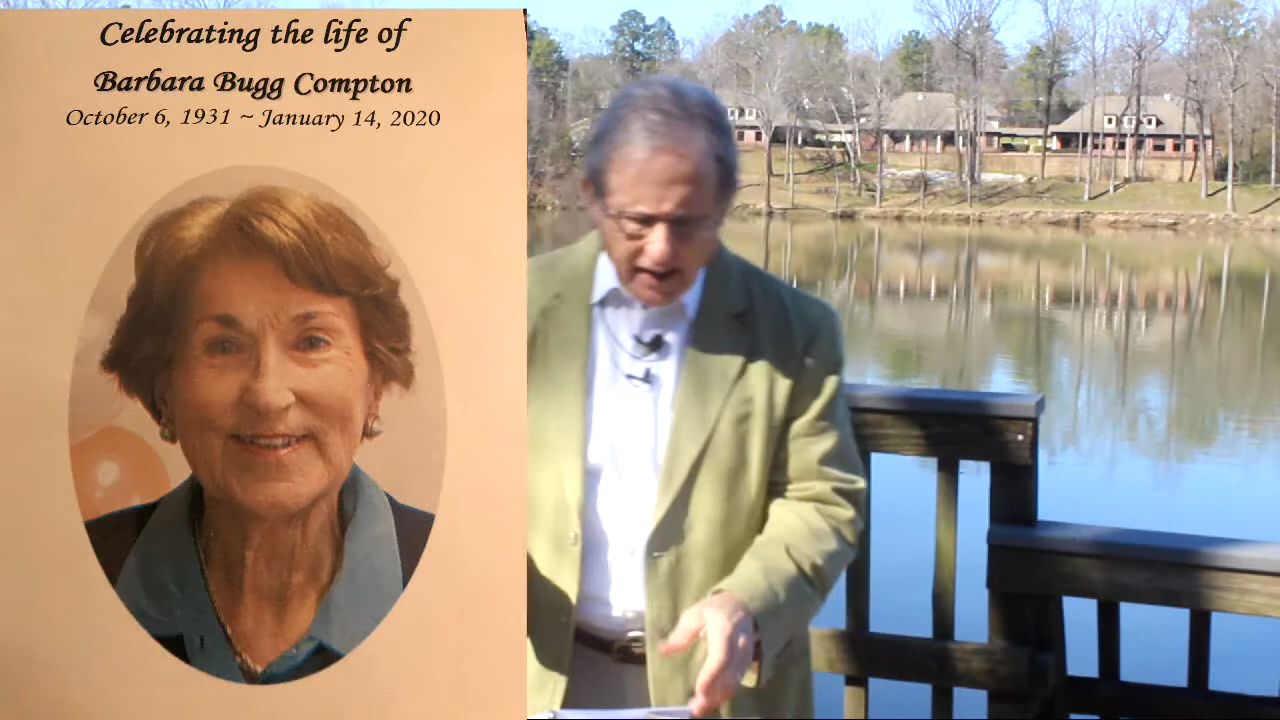 Celebrating the life of
Barbara Bugg Compton
October 6, 1931 ~ January 14, 2020